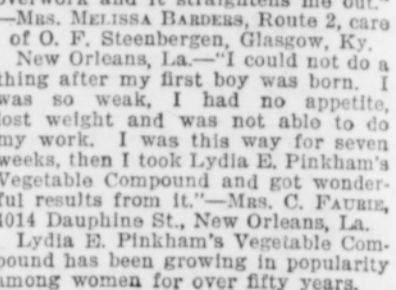 overwork and it straightens me out."
—MRS. MELISSA BARDERS, Route 2, care
of O. F. Steenbergen, Glasgow, Ky.
New Orleans, La.—"I could not do a
thing after my first boy was born. I
was so weak, I had no appetite,
lost weight and was not able to do
my work. I was this way for seven
weeks, then I took Lydia E. Pinkham's
Vegetable Compound and got wonder-
ful results from it."—MRS. C. FAURIE,
4014 Dauphine St., New Orleans, La.
Lydia E. Pinkham's Vegetable Com-
pound has been growing in popularity
among women for over fifty years.